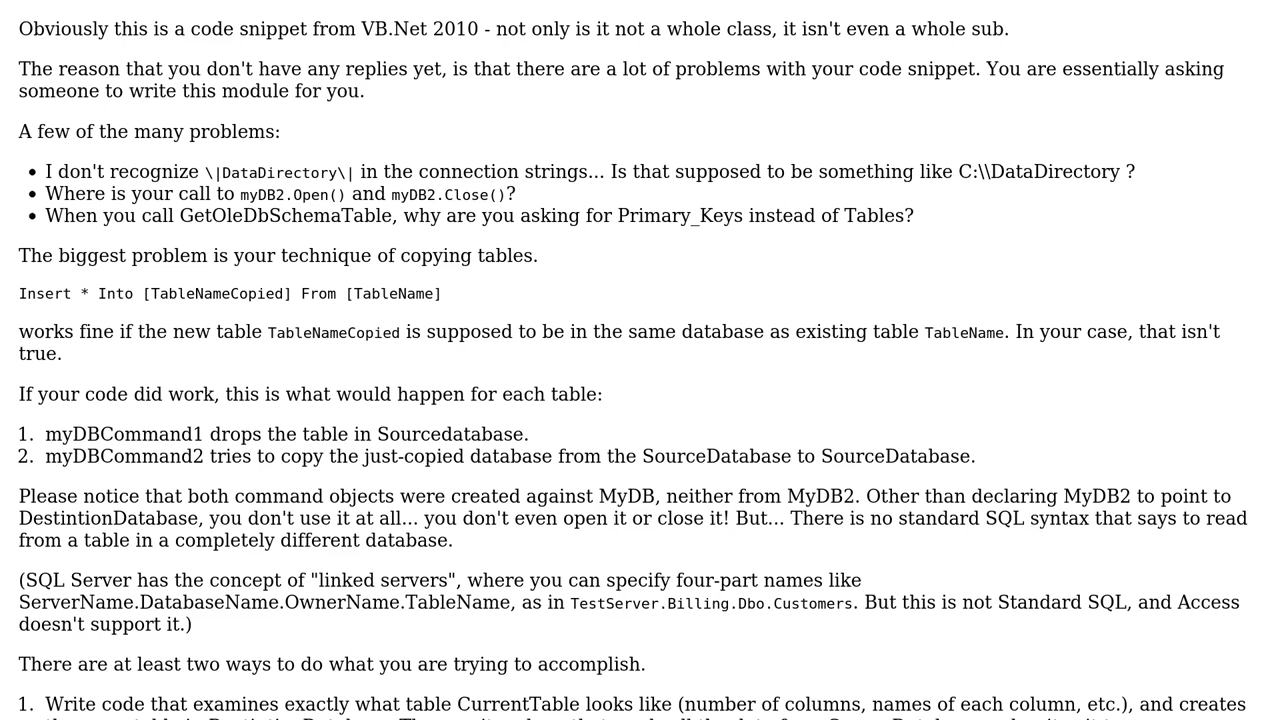 Obviously this is a code snippet from VB.Net 2010 - not only is it not a whole class, it isn't even a whole sub.
The reason that you don't have any replies yet, is that there are a lot of problems with your code snippet. You are essentially asking
someone to write this module for you.
A few of the many problems:
• I don't recognize \|DataDirectory\| in the connection strings... Is that supposed to be something like C:\\DataDirectory ?
• Where is your call to myDB2.Open() and myDB2.Close()?
• When you call GetOleDbSchemaTable, why are you asking for Primary_Keys instead of Tables?
The biggest problem is your technique of copying tables.
Insert * Into [TableNameCopied] From [TableName]
works fine if the new table TableNameCopied is supposed to be in the same database as existing table TableName. In your case, that isn't
true.
If your code did work, this is what would happen for each table:
1. myDBCommand1 drops the table in Sourcedatabase.
2. myDBCommand2 tries to copy the just-copied database from the SourceDatabase to SourceDatabase.
Please notice that both command objects were created against MyDB, neither from MyDB2. Other than declaring MyDB2 to point to
DestintionDatabase, you don't use it at all... you don't even open it or close it! But... There is no standard SQL syntax that says to read
from a table in a completely different database.
(SQL Server has the concept of "linked servers", where you can specify four-part names like
ServerName.DatabaseName.OwnerName.TableName, as in TestServer.Billing.Dbo.Customers. But this is not Standard SQL, and Access
doesn't support it.)
There are at least two ways to do what you are trying to accomplish.
1. Write code that examines exactly what table CurrentTable looks like (number of columns, names of each column, etc.), and creates